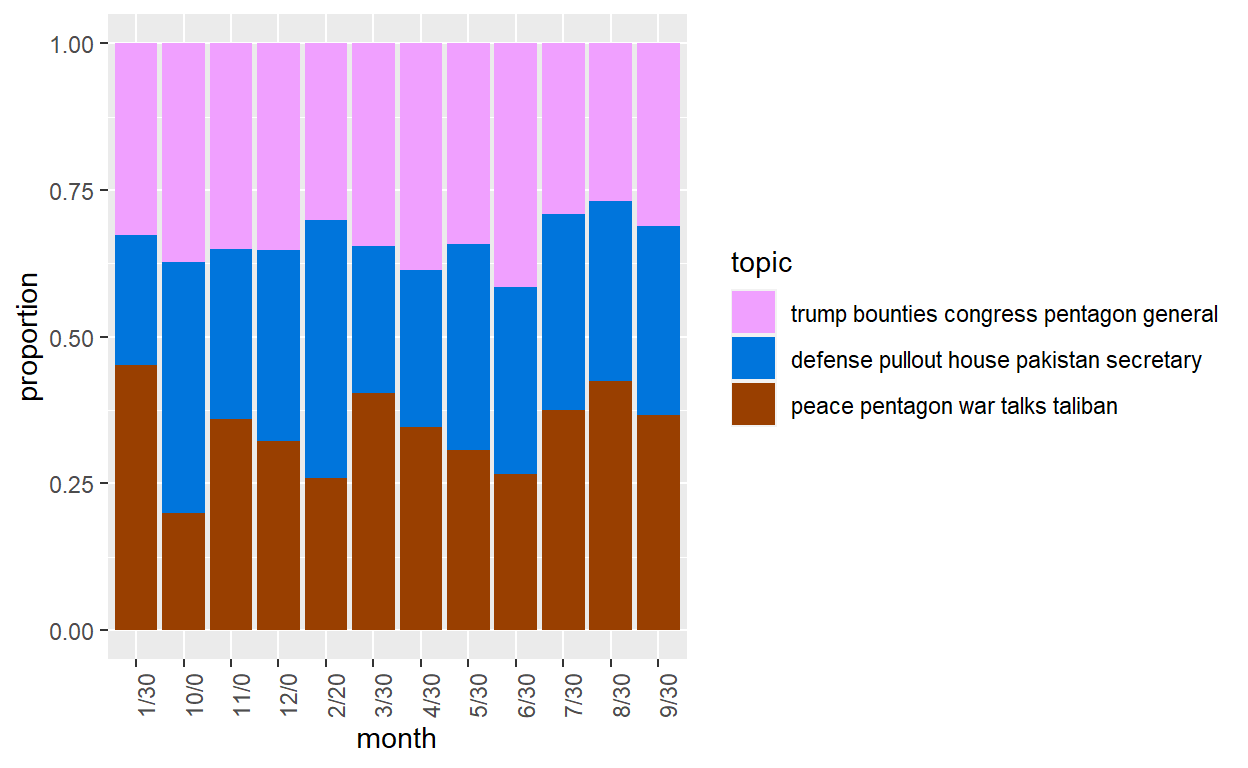 1.00
0.75
0.50
0.25
0.00
proportion
1/30
10/0
11/0
12/0
2/20
3/30
4/30
5/30
6/30
7/30
8/30
9/30
month
topic
trump bounties congress pentagon general
defense pullout house pakistan secretary
peace pentagon war talks taliban